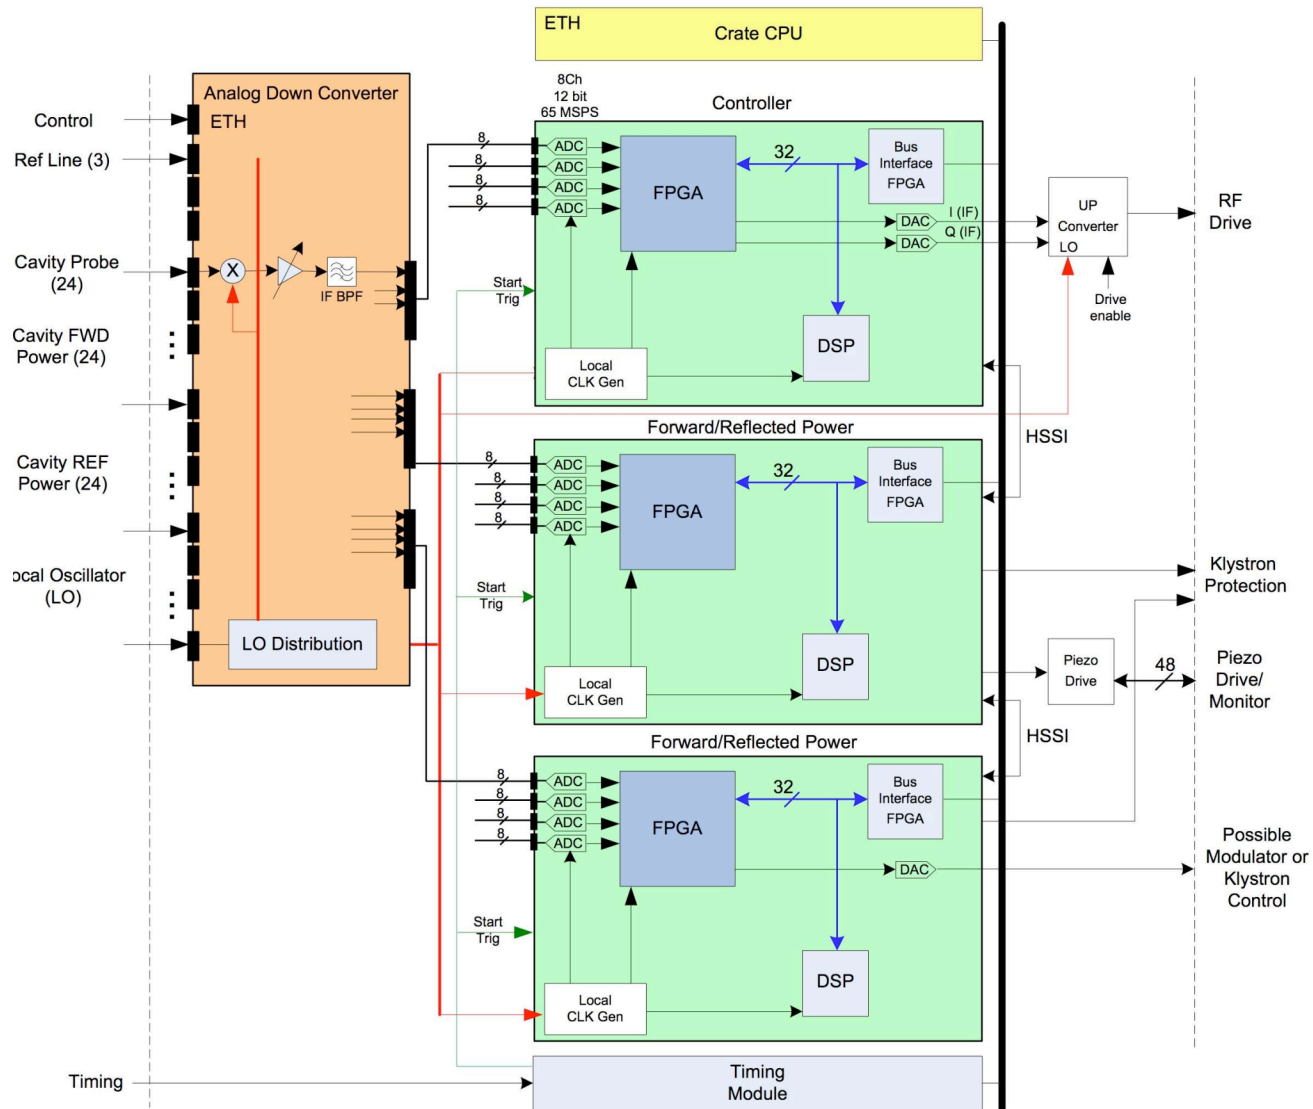 ETH
Crate CPU
Analog Down Converter
ETH
8Ch
12 bit
65 MSPS
Controller
Control
Ref Line (3)
Cavity Probe
(24)
Cavity FWD
Power (24)
Cavity REF
Power (24)
ocal Oscillator
(LO)
X
IF BPF
LO Distribution
8
8
8
8
ADC
ADC
ADC
ADC
FPGA
32
Bus
Interface
FPGA
DAC
DAC
I (IF)
Q (IF)
UP
Converter
LO
RF
Drive
Drive
enable
Start
Trig
Local
CLK Gen
DSP
HSSI
Forward/Reflected Power
8
8
8
8
ADC
ADC
ADC
ADC
FPGA
32
Bus
Interface
FPGA
Start
Trig
Local
CLK Gen
DSP
Klystron
Protection
Piezo
Drive
48
Piezo
Drive/
Monitor
HSSI
Forward/Reflected Power
8
8
8
8
ADC
ADC
ADC
ADC
FPGA
32
Bus
Interface
FPGA
DAC
Possible
Modulator or
Klystron
Control
Start
Trig
Local
CLK Gen
DSP
Timing
Timing
Module